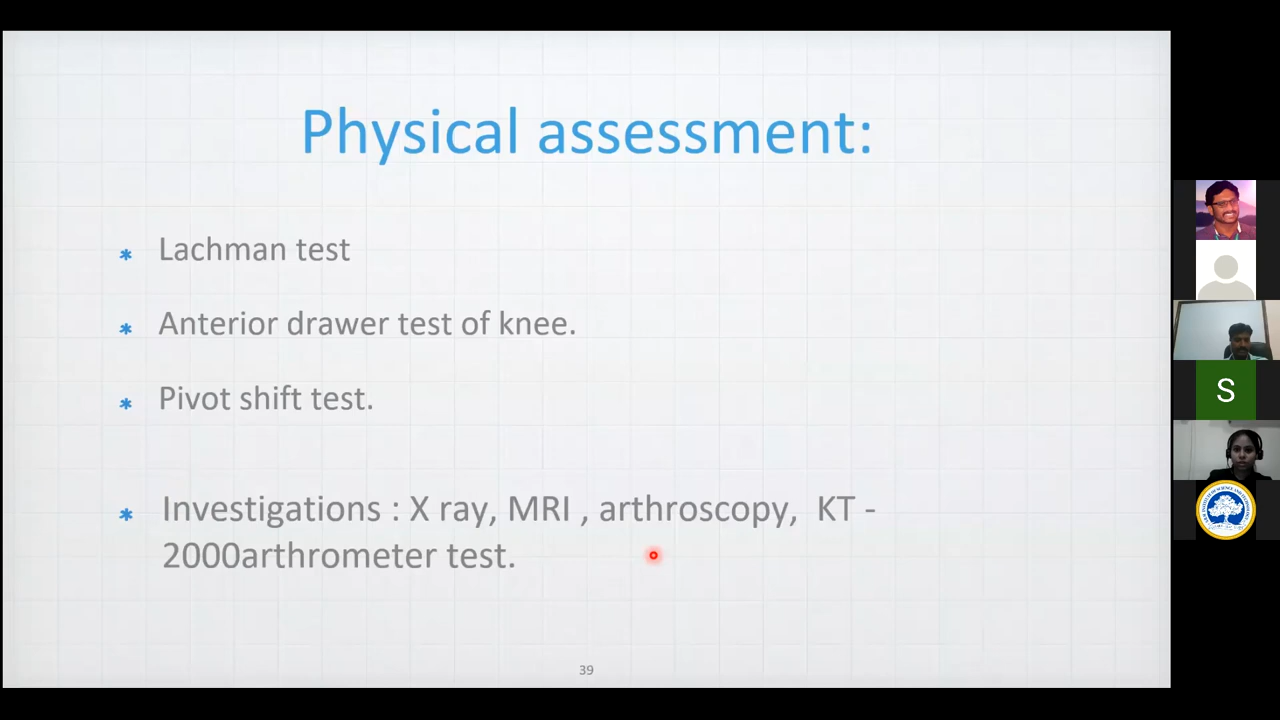 Physical assessment:
* Lachman test
* Anterior drawer test of knee.
* Pivot shift test.
* Investigations : X ray, MRI , arthroscopy, KT -
2000arthrometer test.
39
S